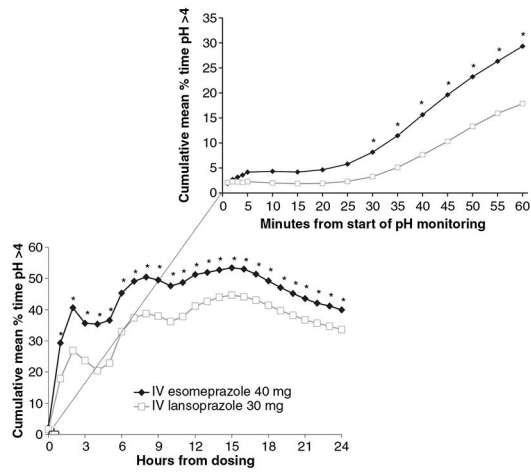 35
30
25
20
15
10
5
0
Cumulative mean % time pH >4
* * * * * * *
0 5 10 15 20 25 30 35 40 45 50 55 60
Minutes from start of pH monitoring
60
50
40
30
20
10
0
Cumulative mean % time pH >4
* * * * * * * * * * * * * * * * * * * * * * * *
IV esomeprazole 40 mg
IV lansoprazole 30 mg
0 3 6 9 12 15 18 21 24
Hours from dosing